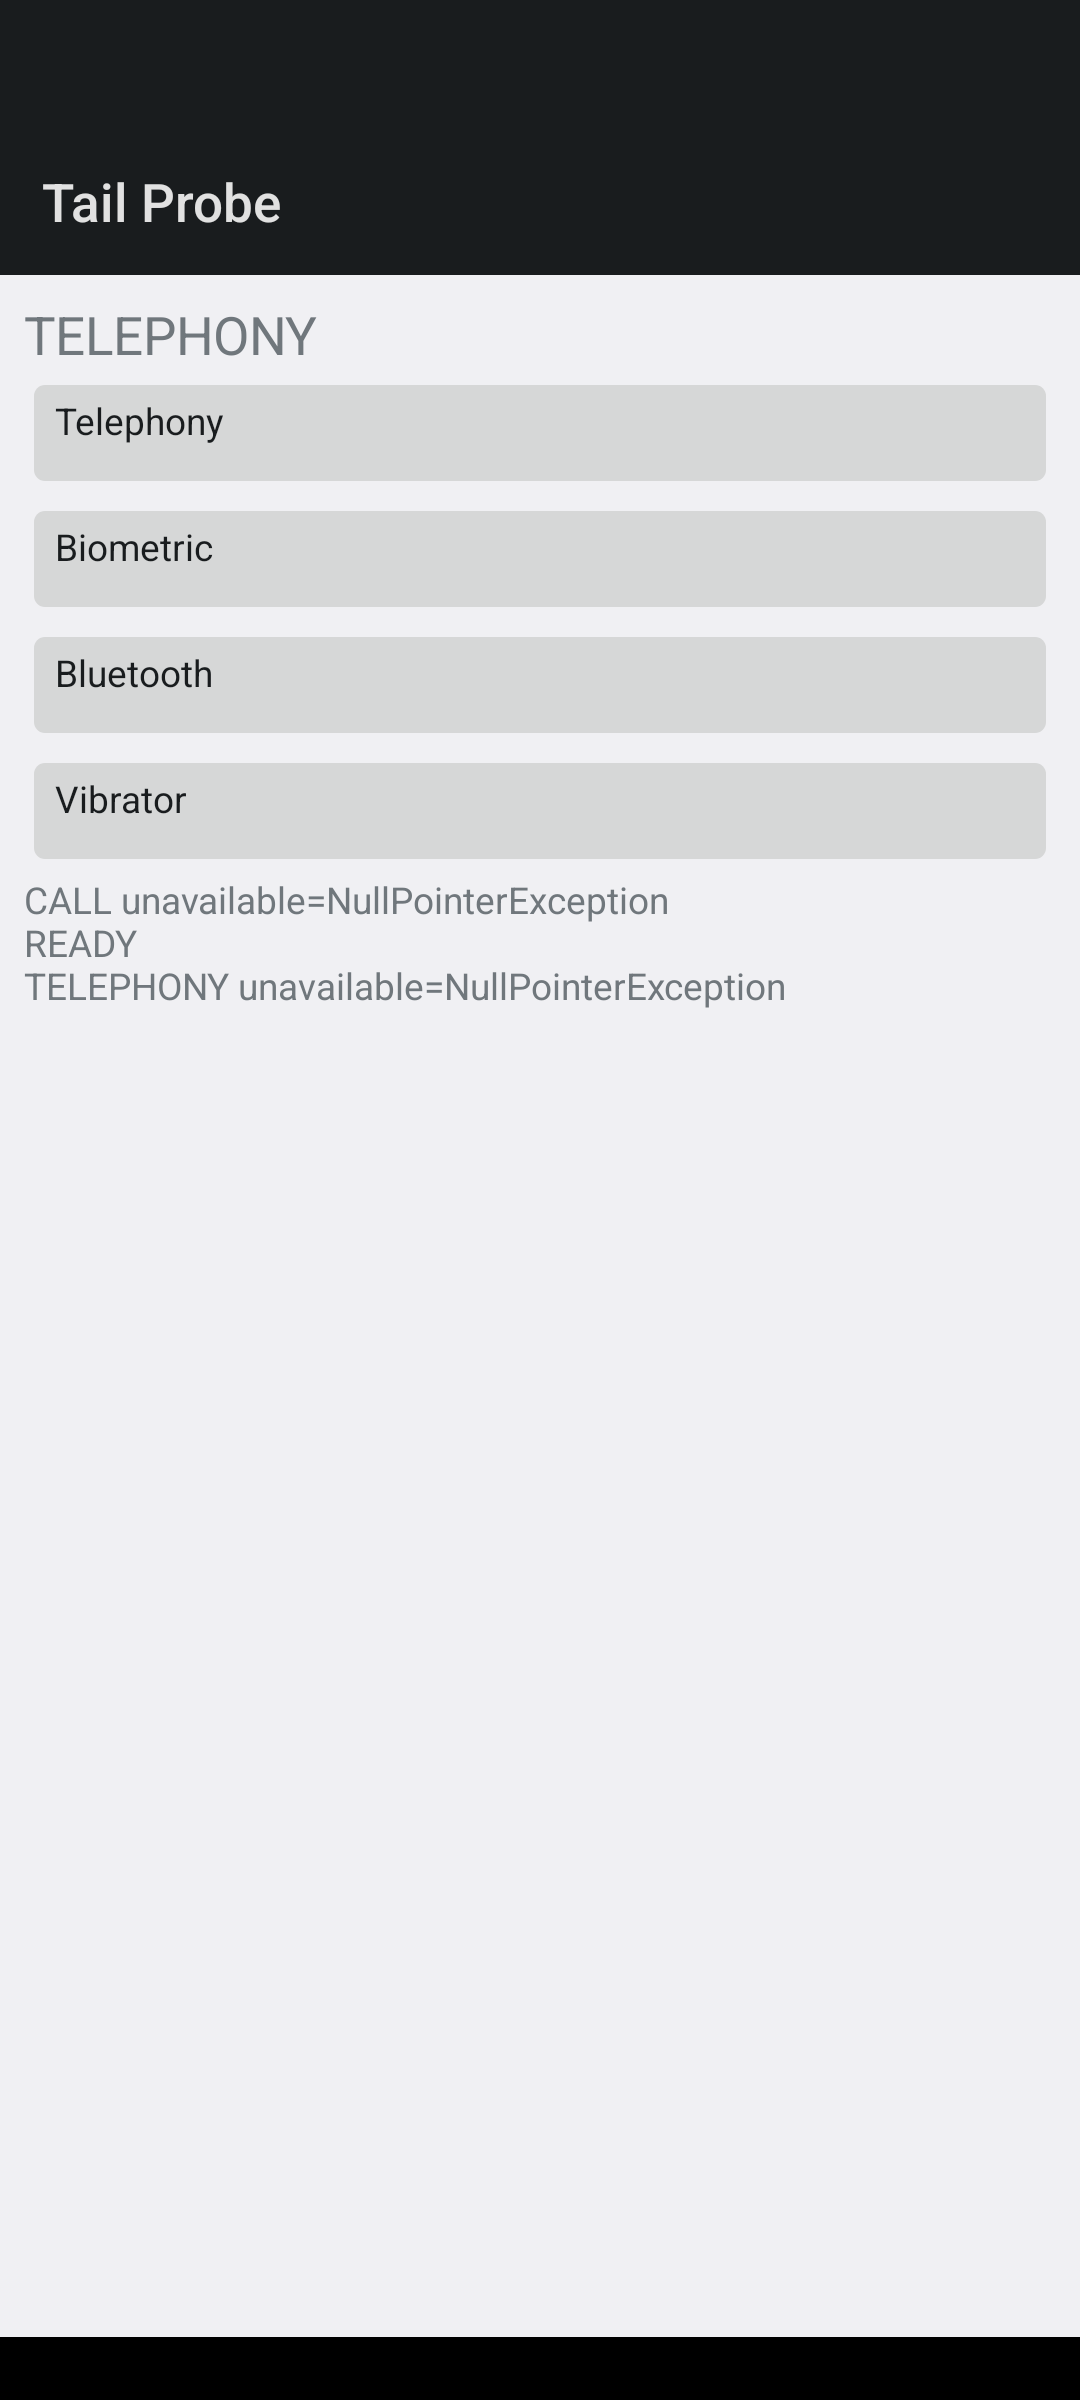 Tail Probe
TELEPHONY
Telephony
Biometric
Bluetooth
Vibrator
CALL unavailable=NullPointerException
READY
TELEPHONY unavailable=NullPointerException